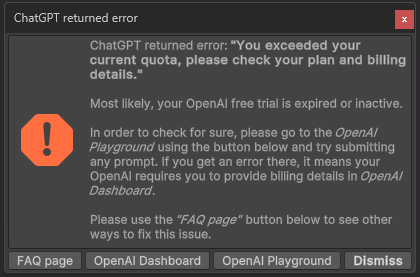 ChatGPT returned error
x
ChatGPT returned error: "You exceeded your
current quota, please check your plan and billing
details."
Most likely, your OpenAI free trial is expired or inactive.
In order to check for sure, please go to the OpenAI
Playground using the button below and try submitting
any prompt. If you get an error there, it means your
OpenAI requires you to provide billing details in OpenAI
Dashboard.
Please use the "FAQ page" button below to see other
ways to fix this issue.
FAQ page OpenAI Dashboard OpenAI Playground Dismiss